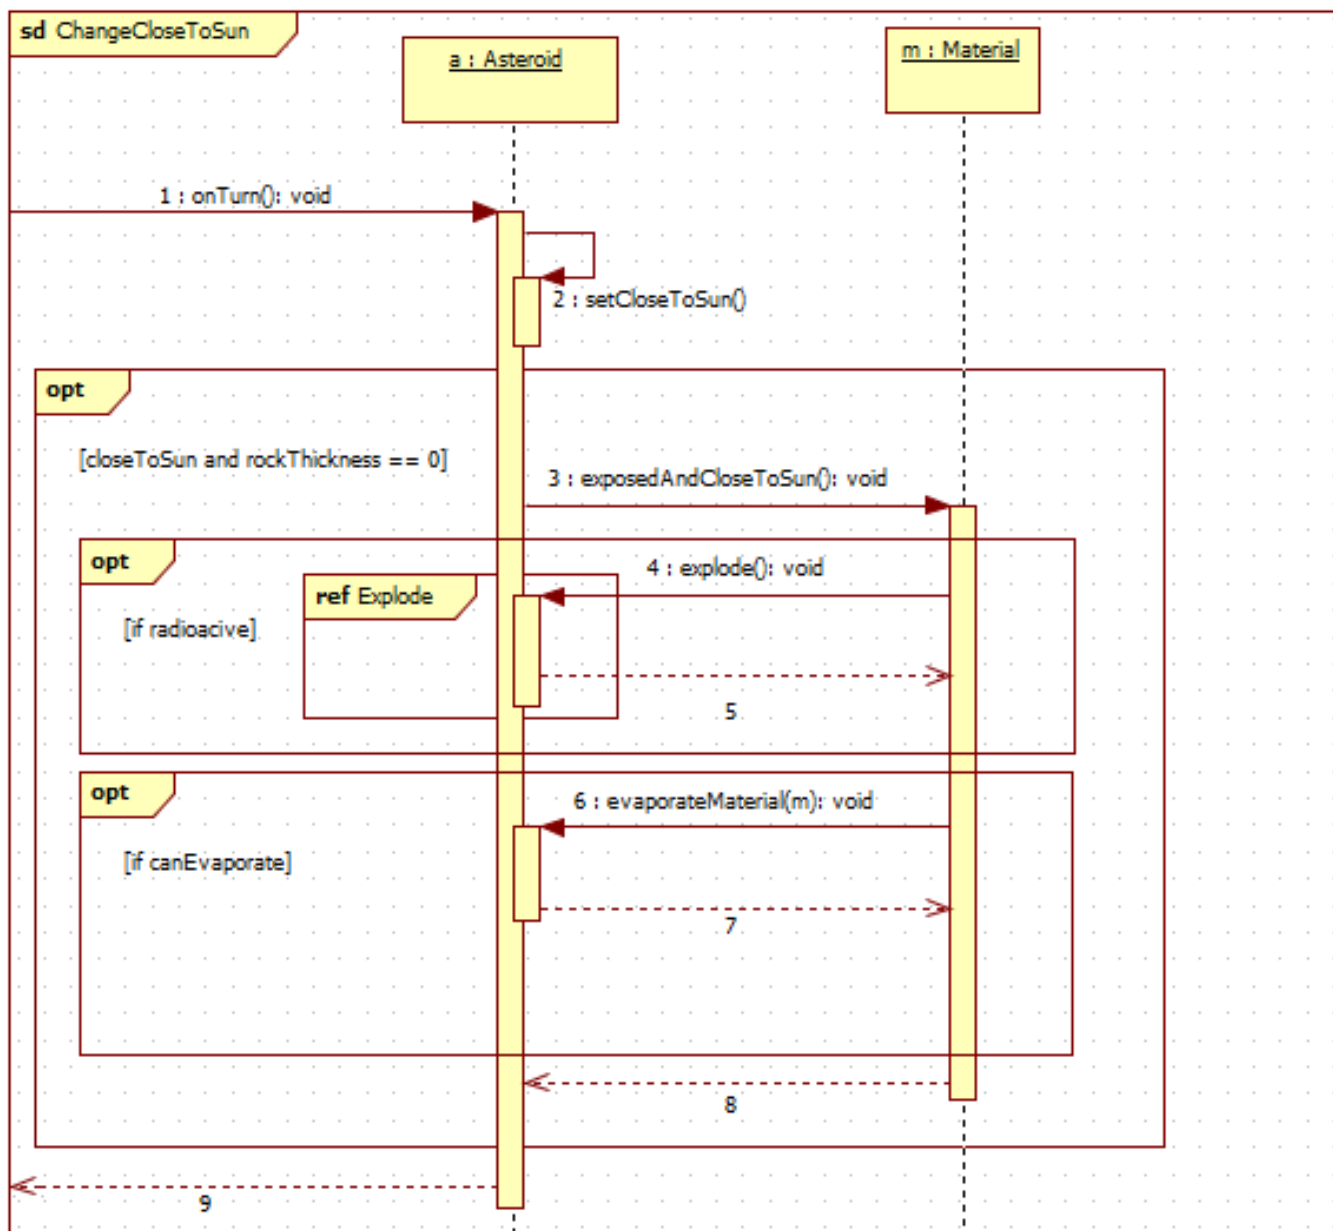 sd ChangeCloseToSun
a : Asteroid
m : Material
1 : onTurn(): void
2 : setCloseToSun()
opt
[closeToSun and rockThickness == 0]
3 : exposedAndCloseToSun(): void
opt
4 : explode(): void
ref Explode
[if radioacive]
5
opt
6 : evaporateMaterial(m): void
[if canEvaporate]
7
8
9